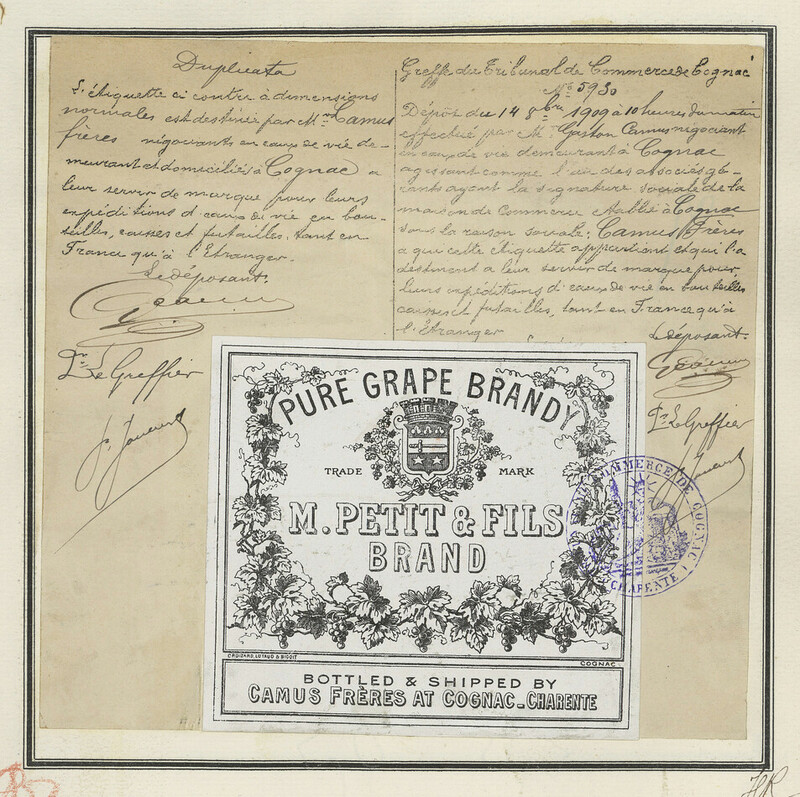 Duplicata
L'étiquette ci contre à dimensions
normales est destinée par Mrs Camus
frères négociants en eaux de vie de-
meurant et domiciliés à Cognac a
leur servir de marque pour leurs
expéditions d'eaux de vie en bou-
teilles, caisses et futailles, tant en
France qu'à l'Etranger.
Le déposant.
Pr Le Greffier
Greffe du Tribunal de Commerce de Cognac
No 5930
Dépôt du 14 8bre 1909 à 10 heures du matin
effectué par Mr Gaston Camus négociant
en eaux de vie demeurant à Cognac
agissant comme l'un des associés gé-
rants ayant la signature sociale de la
maison de Commerce établie à Cognac
sous la raison sociale: Camus Frères
a qui cette étiquette appartient et qui l'a
destinent a leur servir de marque pour
leurs expéditions d'eaux de vie en bouteilles
caisses et futailles, tant en France qu'à
l'Etranger
Le déposant.
Pr Le Greffier
PURE GRAPE BRANDY
TRADE MARK
M. PETIT & FILS
BRAND
COGNAC
BOTTLED & SHIPPED BY
CAMUS FRÈRES AT COGNAC-CHARENTE
COMMERCE DE COGNAC
CHARENTE